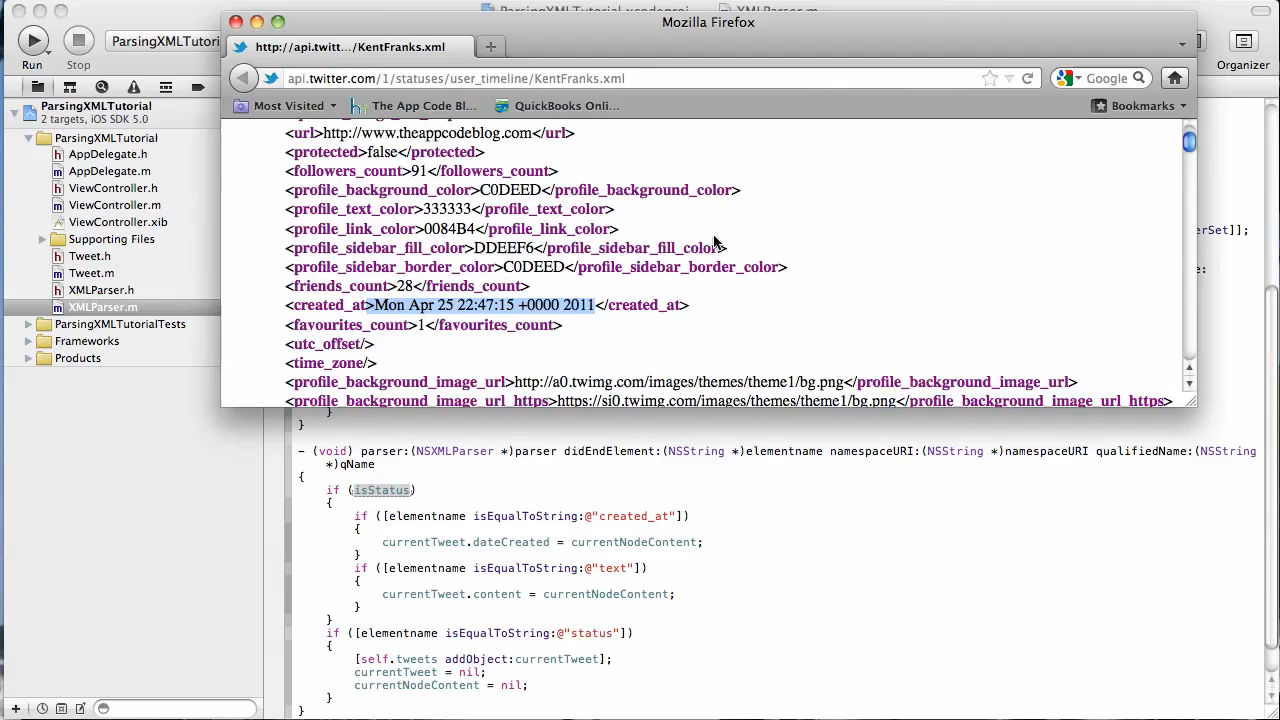 ParsingXMLTutorial.xcodeproj
XMLParser.m
Mozilla Firefox
Run
Stop
ParsingXMLTutori
Organizer
http://api.twitt.../KentFranks.xml
api.twitter.com/1/statuses/user_timeline/KentFranks.xml
Google
Most Visited
The App Code Bl...
QuickBooks Onli...
Bookmarks
ParsingXMLTutorial
2 targets, iOS SDK 5.0
ParsingXMLTutorial
AppDelegate.h
AppDelegate.m
ViewController.h
ViewController.m
ViewController.xib
Supporting Files
Tweet.h
Tweet.m
XMLParser.h
XMLParser.m
ParsingXMLTutorialTests
Frameworks
Products
<url>http://www.theappcodeblog.com</url>
<protected>false</protected>
<followers_count>91</followers_count>
<profile_background_color>C0DEED</profile_background_color>
<profile_text_color>333333</profile_text_color>
<profile_link_color>0084B4</profile_link_color>
<profile_sidebar_fill_color>DDEEF6</profile_sidebar_fill_color>
<profile_sidebar_border_color>C0DEED</profile_sidebar_border_color>
<friends_count>28</friends_count>
<created_at>Mon Apr 25 22:47:15 +0000 2011</created_at>
<favourites_count>1</favourites_count>
<utc_offset/>
<time_zone/>
<profile_background_image_url>http://a0.twimg.com/images/themes/theme1/bg.png</profile_background_image_url>
<profile_background_image_url_https>https://si0.twimg.com/images/themes/theme1/bg.png</profile_background_image_url_https>
erSet]];
e:
}
}
- (void) parser:(NSXMLParser *)parser didEndElement:(NSString *)elementname namespaceURI:(NSString *)namespaceURI qualifiedName:(NSString
*)qName
{
if (isStatus)
{
if ([elementname isEqualToString:@"created_at"])
{
currentTweet.dateCreated = currentNodeContent;
}
if ([elementname isEqualToString:@"text"])
{
currentTweet.content = currentNodeContent;
}
}
if ([elementname isEqualToString:@"status"])
{
[self.tweets addObject:currentTweet];
currentTweet = nil;
currentNodeContent = nil;
}
}